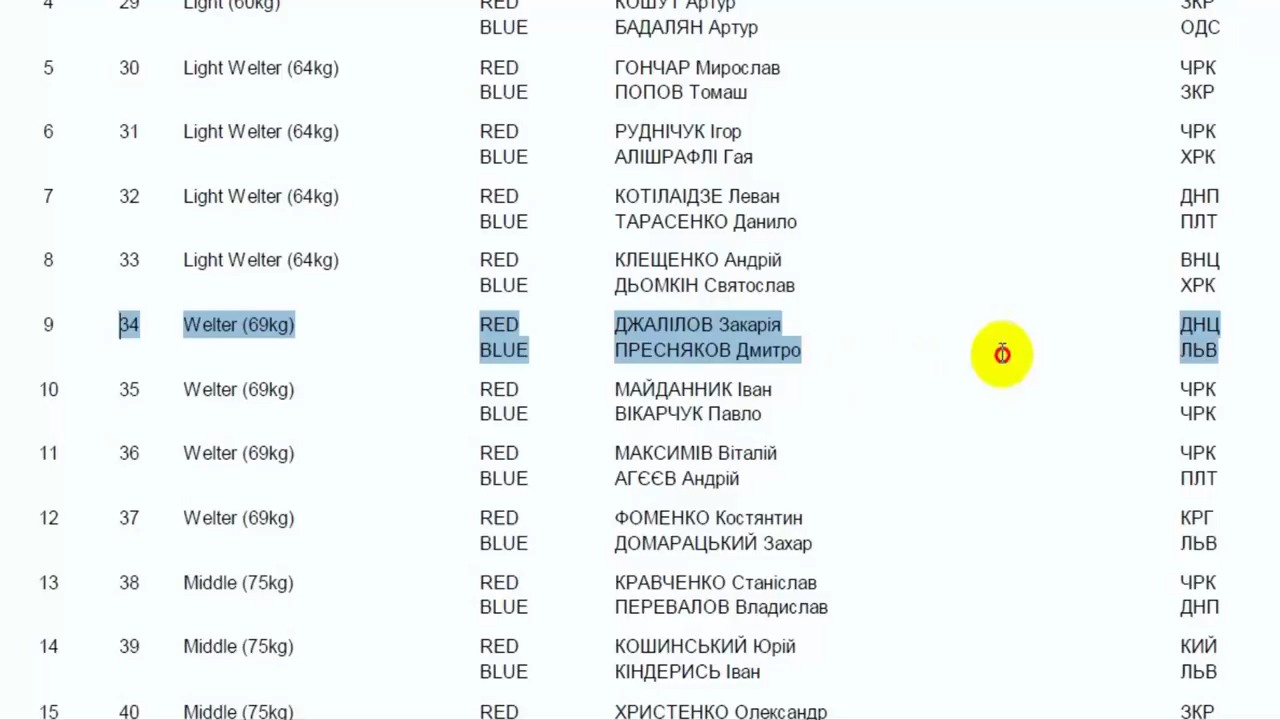 4 29 Light (60kg) RED КОШУТ Артур ЗКР
BLUE БАДАЛЯН Артур ОДС
5 30 Light Welter (64kg) RED ГОНЧАР Мирослав ЧРК
BLUE ПОПОВ Томаш ЗКР
6 31 Light Welter (64kg) RED РУДНІЧУК Ігор ЧРК
BLUE АЛІШРАФЛІ Гая ХРК
7 32 Light Welter (64kg) RED КОТІЛАІДЗЕ Леван ДНП
BLUE ТАРАСЕНКО Данило ПЛТ
8 33 Light Welter (64kg) RED КЛЕЩЕНКО Андрій ВНЦ
BLUE ДЬОМКІН Святослав ХРК
9 34 Welter (69kg) RED ДЖАЛІЛОВ Закарія ДНЦ
BLUE ПРЕСНЯКОВ Дмитро ЛЬВ
10 35 Welter (69kg) RED МАЙДАННИК Іван ЧРК
BLUE ВІКАРЧУК Павло ЧРК
11 36 Welter (69kg) RED МАКСИМІВ Віталій ЧРК
BLUE АГЄЄВ Андрій ПЛТ
12 37 Welter (69kg) RED ФОМЕНКО Костянтин КРГ
BLUE ДОМАРАЦЬКИЙ Захар ЛЬВ
13 38 Middle (75kg) RED КРАВЧЕНКО Станіслав ЧРК
BLUE ПЕРЕВАЛОВ Владислав ДНП
14 39 Middle (75kg) RED КОШИНСЬКИЙ Юрій КИЙ
BLUE КІНДЕРИСЬ Іван ЛЬВ
15 40 Middle (75kg) RED ХРИСТЕНКО Олександр ЗКР